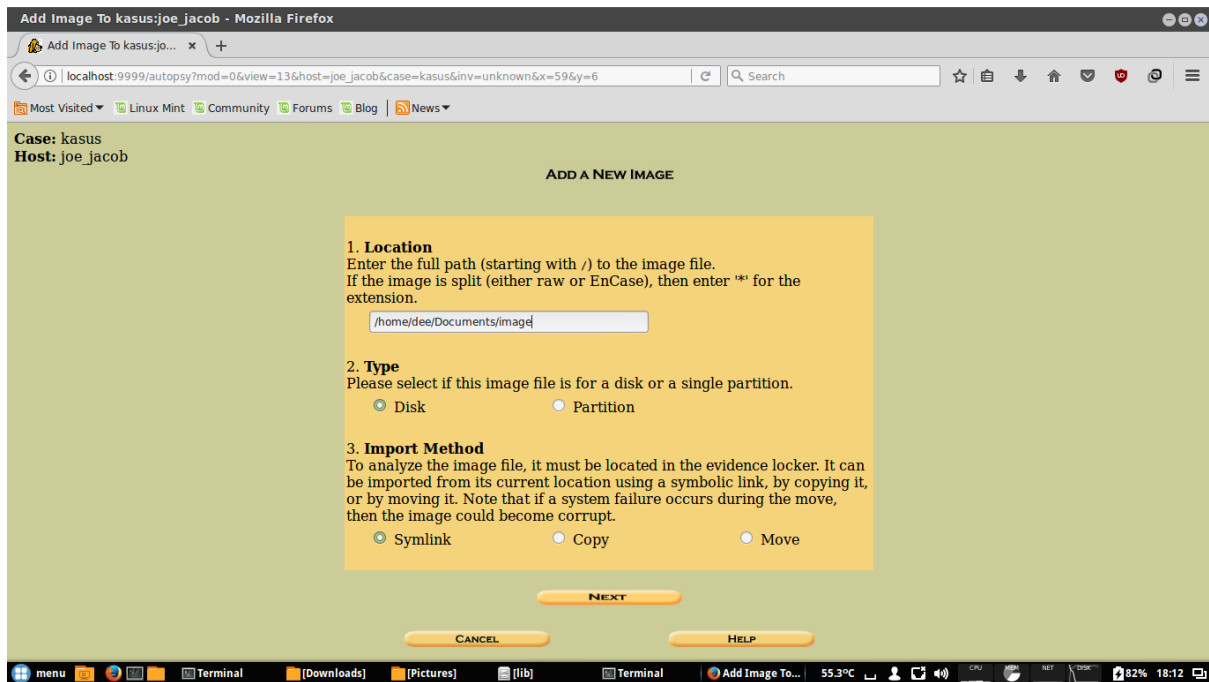 Add Image To kasus:joe_jacob - Mozilla Firefox
Add Image To kasus:jo...
localhost:9999/autopsy?mod=0&view=13&host=joe_jacob&case=kasus&inv=unknown&x=59&y=6
Search
Most Visited Linux Mint Community Forums Blog News
Case: kasus
Host: joe_jacob
ADD A NEW IMAGE
1. Location
Enter the full path (starting with /) to the image file.
If the image is split (either raw or EnCase), then enter '*' for the
extension.
/home/dee/Documents/image
2. Type
Please select if this image file is for a disk or a single partition.
Disk Partition
3. Import Method
To analyze the image file, it must be located in the evidence locker. It can
be imported from its current location using a symbolic link, by copying it,
or by moving it. Note that if a system failure occurs during the move,
then the image could become corrupt.
Symlink Copy Move
NEXT
CANCEL HELP
menu Terminal [Downloads] [Pictures] [lib] Terminal Add Image To... 55.3°C CPU MEM NET DISK 82% 18:12